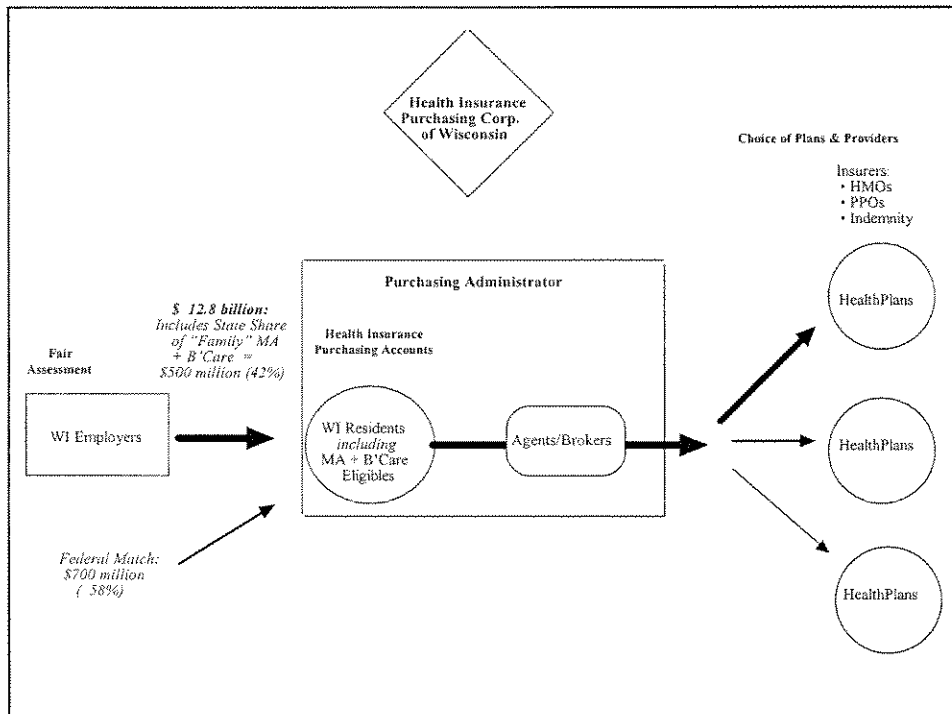 Health Insurance
Purchasing Corp.
of Wisconsin
Choice of Plans & Providers
Insurers:
• HMOs
• PPOs
• Indemnity
Purchasing Administrator
$ 12.8 billion:
Includes State Share
of "Family" MA
+ B'Care =
$500 million (42%)
Fair
Assessment
Health Insurance
Purchasing Accounts
WI Employers
WI Residents
including
MA + B'Care
Eligibles
Agents/Brokers
HealthPlans
HealthPlans
HealthPlans
Federal Match:
$700 million
( 58%)